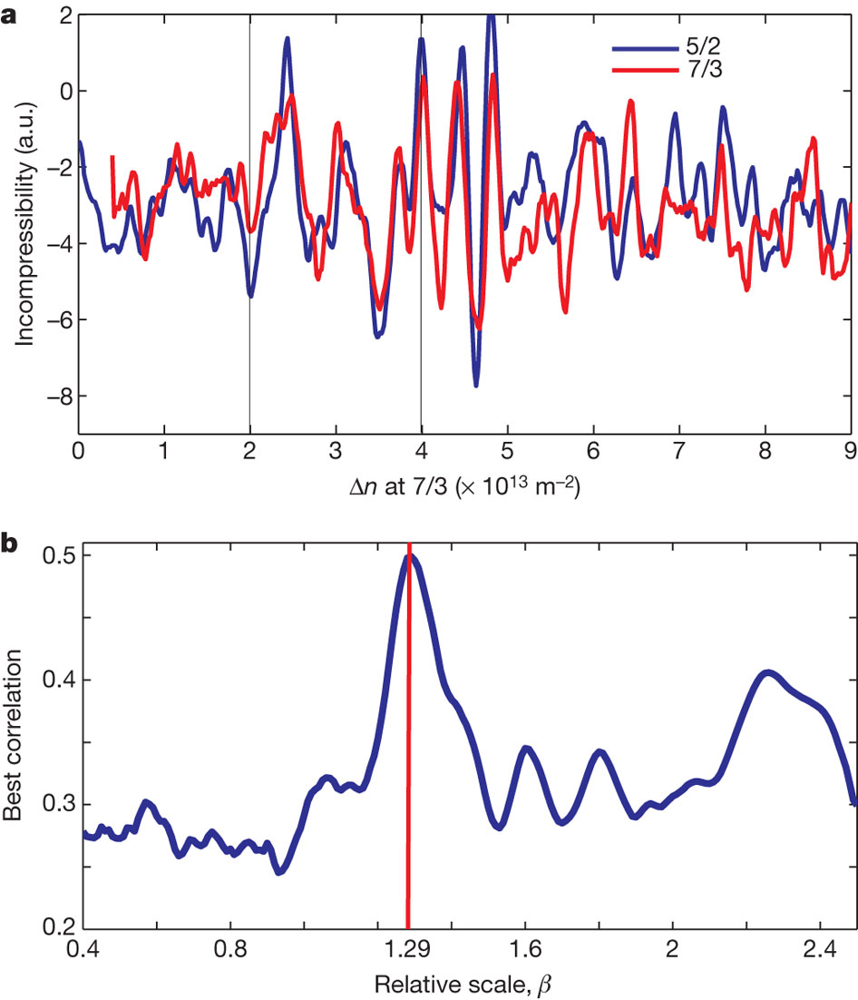 a
2
0
−2
−4
−6
−8
Incompressibility (a.u.)
5/2
7/3
0 1 2 3 4 5 6 7 8 9
Δn at 7/3 (× 10¹³ m⁻²)
b
0.5
0.4
0.3
0.2
Best correlation
0.4 0.8 1.29 1.6 2 2.4
Relative scale, β